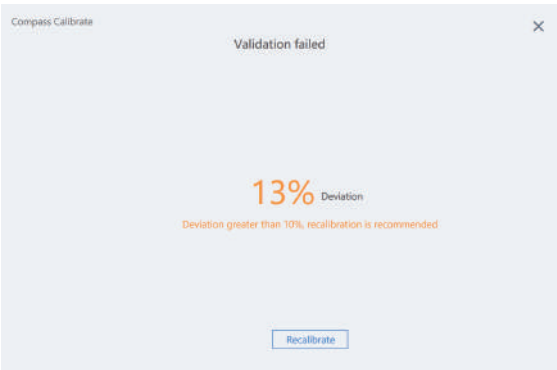 Compass Calibrate
Validation failed
13% Deviation
Deviation greater than 10%, recalibration is recommended
Recalibrate